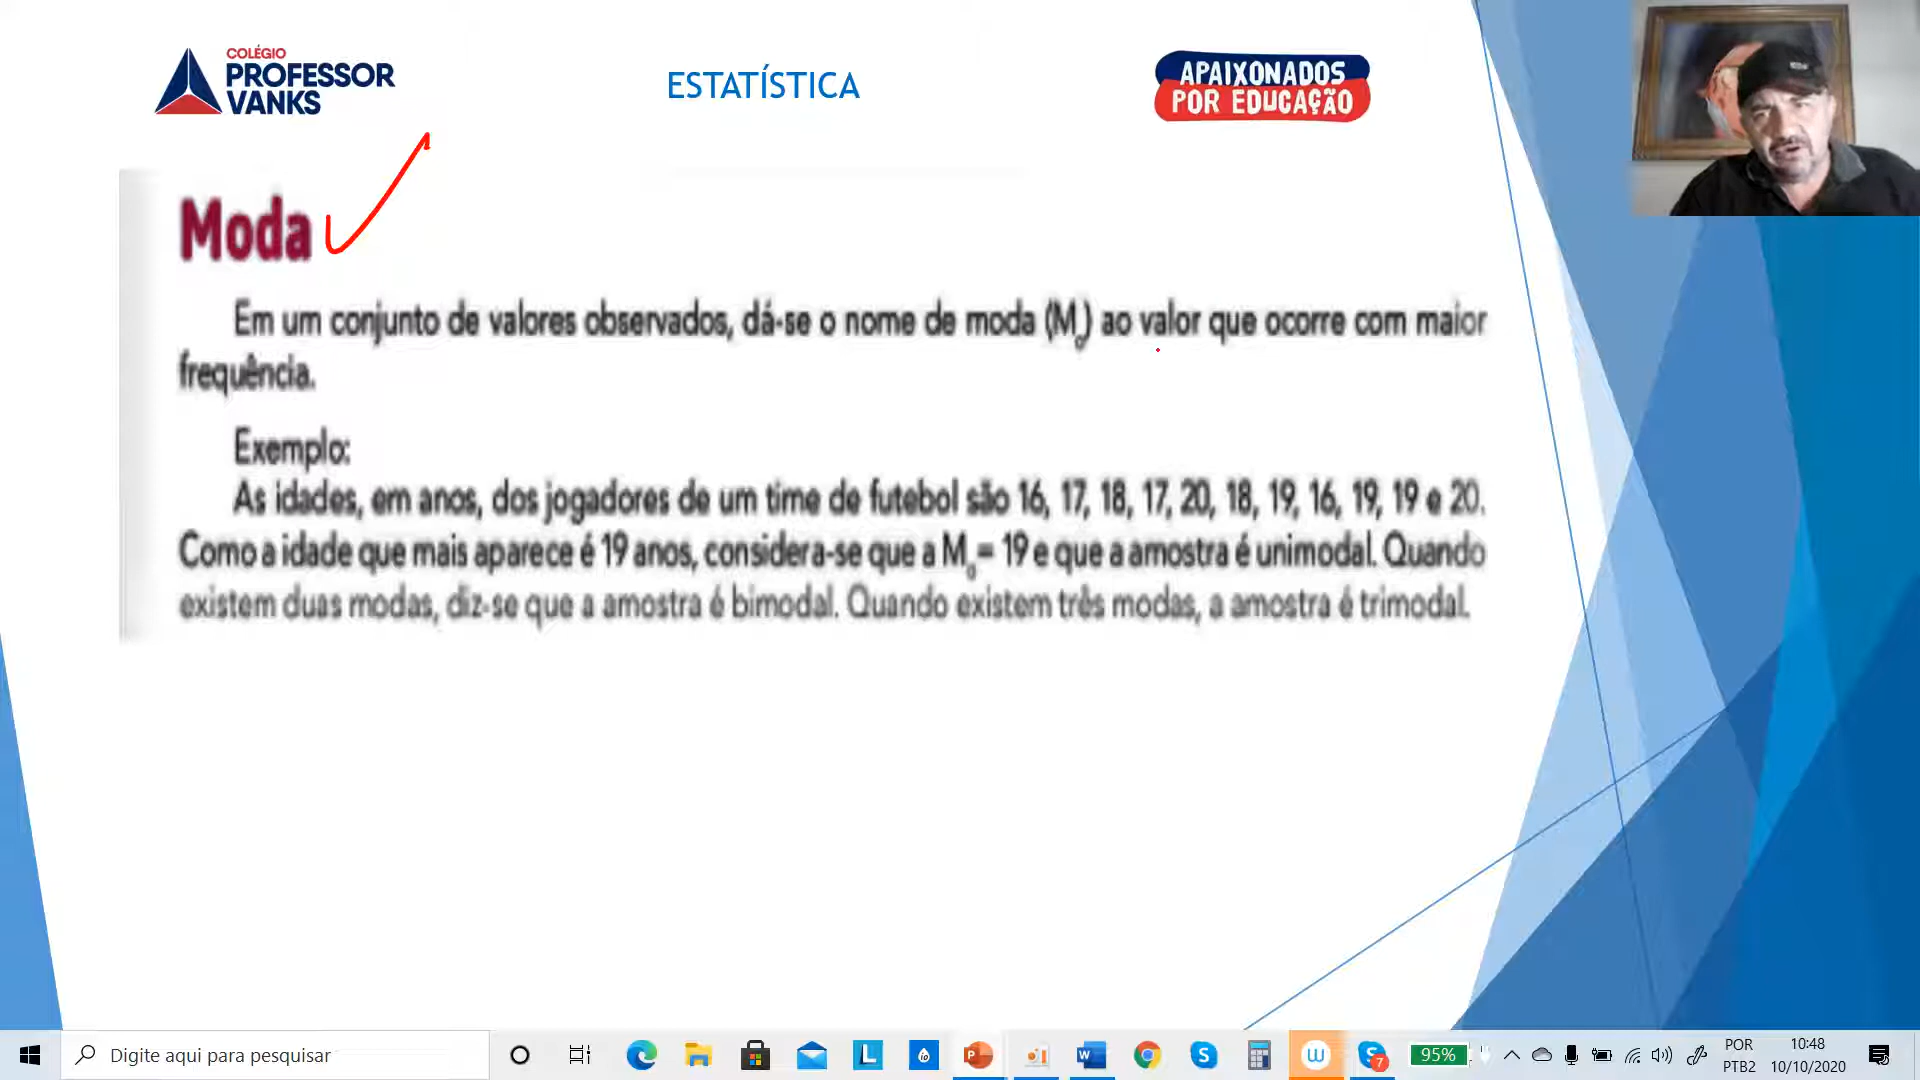 COLÉGIO
PROFESSOR
VANKS
ESTATÍSTICA
APAIXONADOS
POR EDUCAÇÃO
Moda
Em um conjunto de valores observados, dá-se o nome de moda (Mo) ao valor que ocorre com maior
frequência.
Exemplo:
As idades, em anos, dos jogadores de um time de futebol são 16, 17, 18, 17, 20, 18, 19, 16, 19, 19 e 20.
Como a idade que mais aparece é 19 anos, considera-se que a Mo = 19 e que a amostra é unimodal. Quando
existem duas modas, diz-se que a amostra é bimodal. Quando existem três modas, a amostra é trimodal.
Digite aqui para pesquisar
95%
POR
PTB2
10:48
10/10/2020